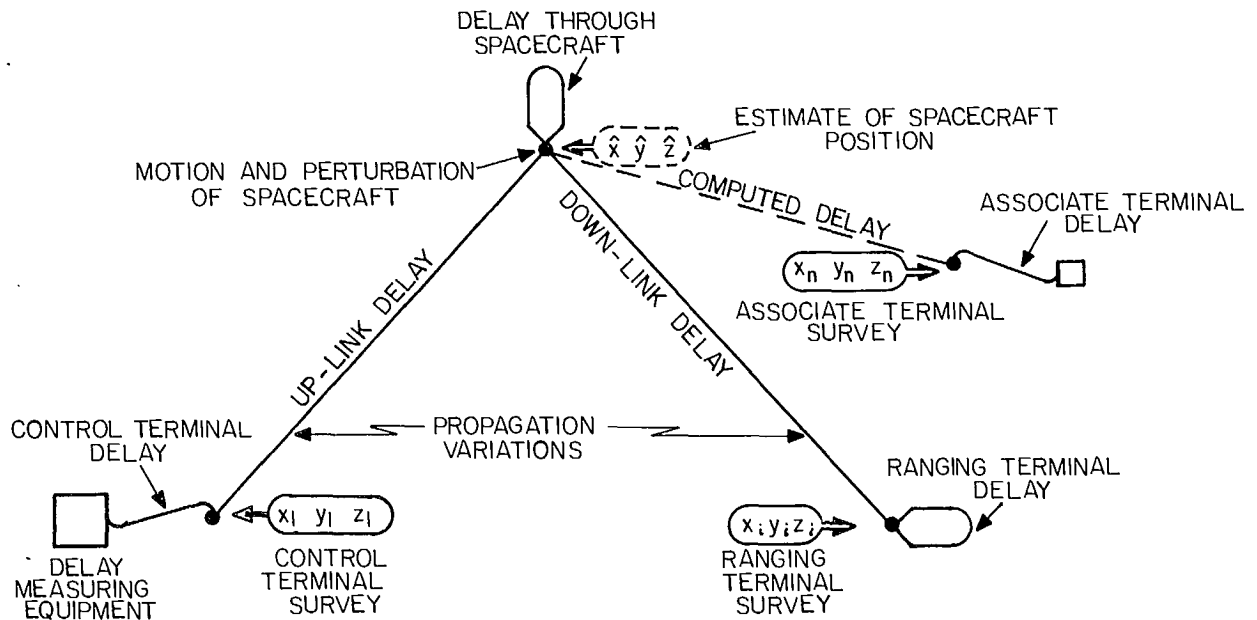 DELAY THROUGH
SPACECRAFT
ESTIMATE OF SPACECRAFT
POSITION
x̂ ŷ ẑ
MOTION AND PERTURBATION
OF SPACECRAFT
COMPUTED DELAY
ASSOCIATE TERMINAL
DELAY
xₙ yₙ zₙ
ASSOCIATE TERMINAL
SURVEY
UP-LINK DELAY
DOWN-LINK DELAY
CONTROL TERMINAL
DELAY
PROPAGATION
VARIATIONS
RANGING TERMINAL
DELAY
x₁ y₁ z₁
xᵢ yᵢ zᵢ
DELAY
MEASURING
EQUIPMENT
CONTROL
TERMINAL
SURVEY
RANGING
TERMINAL
SURVEY